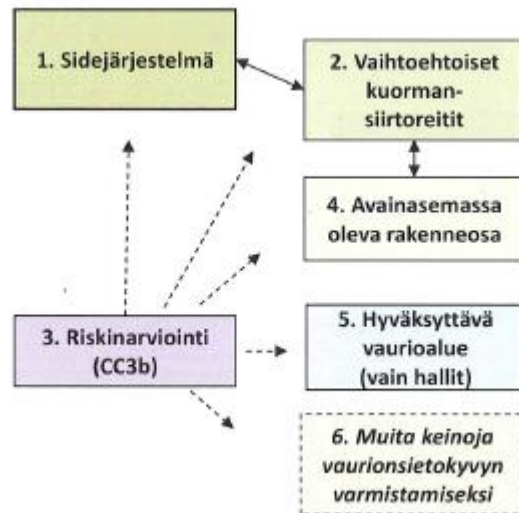 1. Sidejärjestelmä
2. Vaihtoehtoiset
kuorman-
siirtoreitit
4. Avainasemassa
oleva rakenneosa
3. Riskinarviointi
(CC3b)
5. Hyväksyttävä
vaurioalue
(vain hallit)
6. Muita keinoja
vaurionsietokyvyn
varmistamiseksi